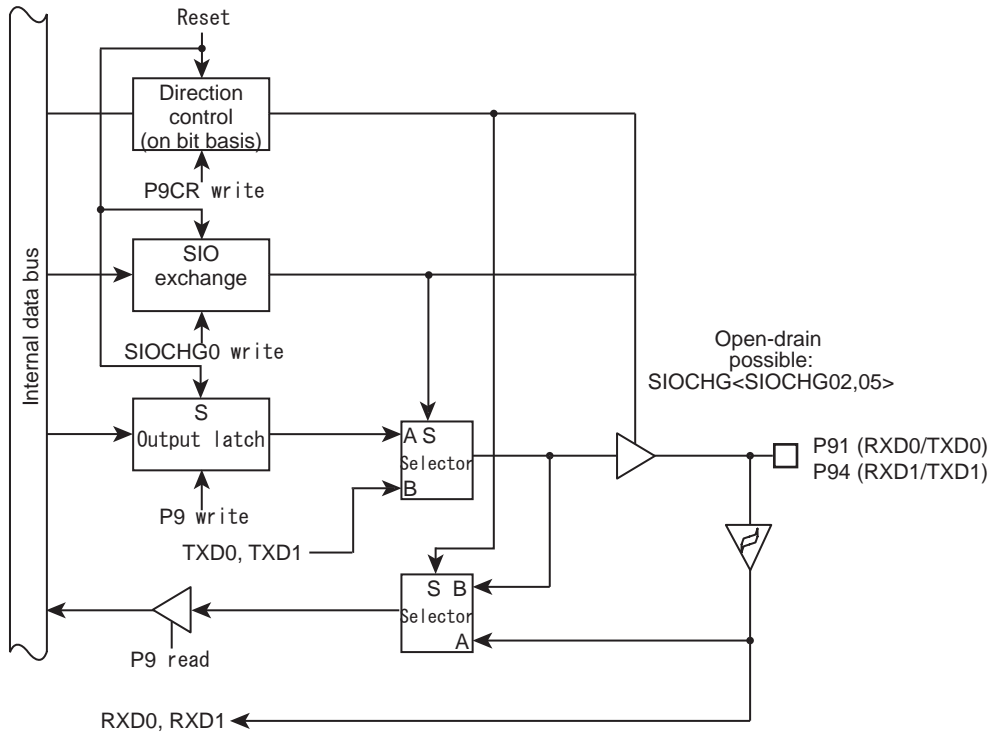 Reset
Direction
control
(on bit basis)
P9CR write
SIO
exchange
SIOCHG0 write
Internal data bus
Open-drain
possible:
SIOCHG<SIOCHG02,05>
S
Output latch
A S
Selector
B
P91 (RXD0/TXD0)
P94 (RXD1/TXD1)
P9 write
TXD0, TXD1
S B
Selector
A
P9 read
RXD0, RXD1